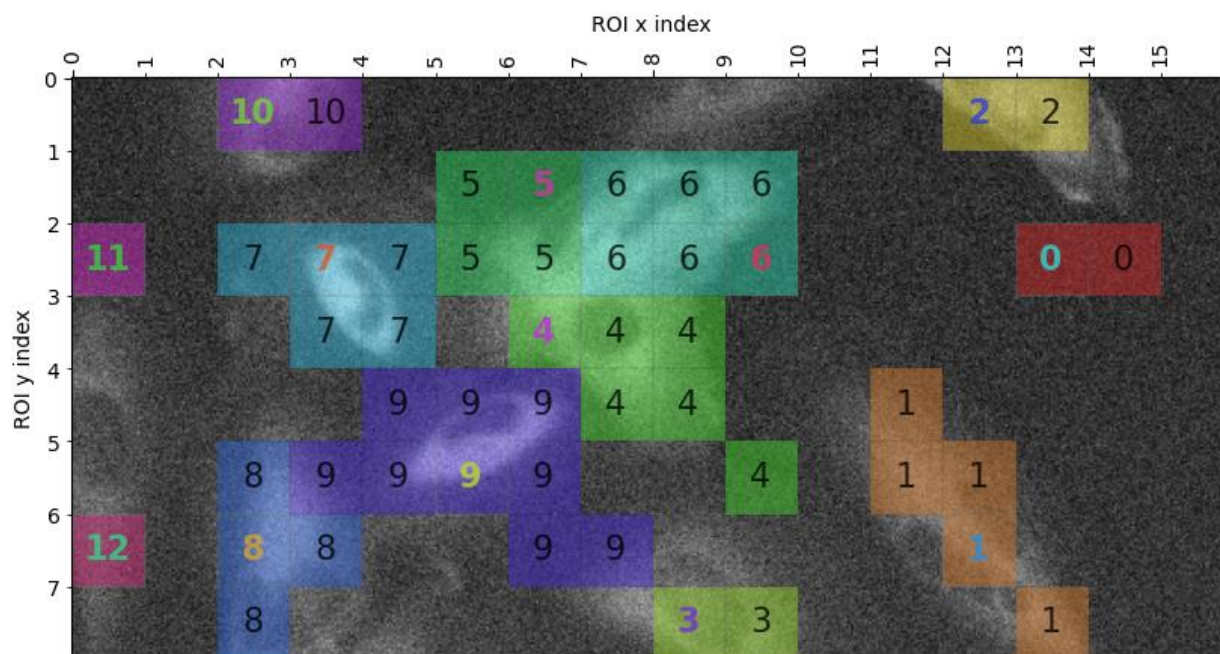 ROI x index
0 1 2 3 4 5 6 7 8 9 10 11 12 13 14 15
0
10 10 2 2
1
5 5 6 6 6
2
11 7 7 7 5 5 6 6 6 0 0
3
7 7 4 4 4
4
9 9 9 4 4 1
5
8 9 9 9 9 4 1 1
6
12 8 8 9 9 1
7
8 3 3 1
ROI y index